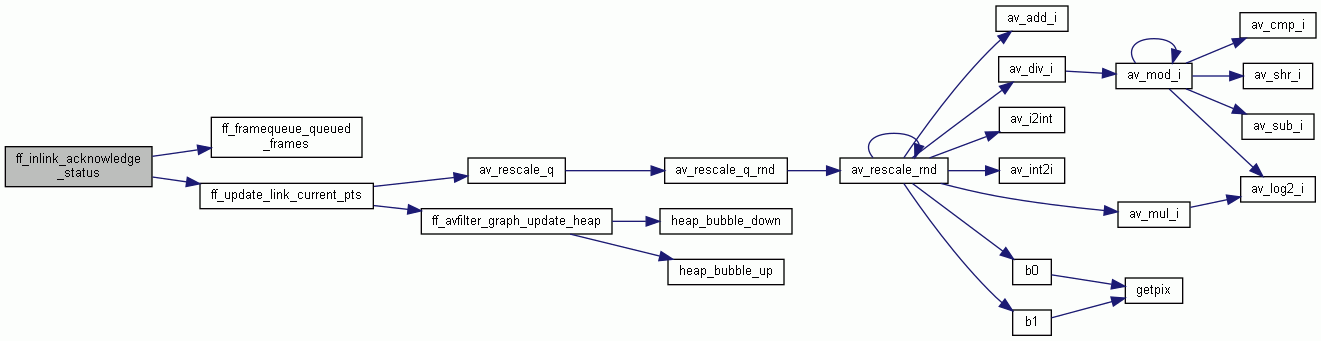 ff_inlink_acknowledge
_status
ff_framequeue_queued
_frames
ff_update_link_current_pts
av_rescale_q
ff_avfilter_graph_update_heap
av_rescale_q_rnd
heap_bubble_down
heap_bubble_up
av_rescale_rnd
av_add_i
av_div_i
av_i2int
av_int2i
av_mul_i
b0
b1
av_mod_i
getpix
av_cmp_i
av_shr_i
av_sub_i
av_log2_i